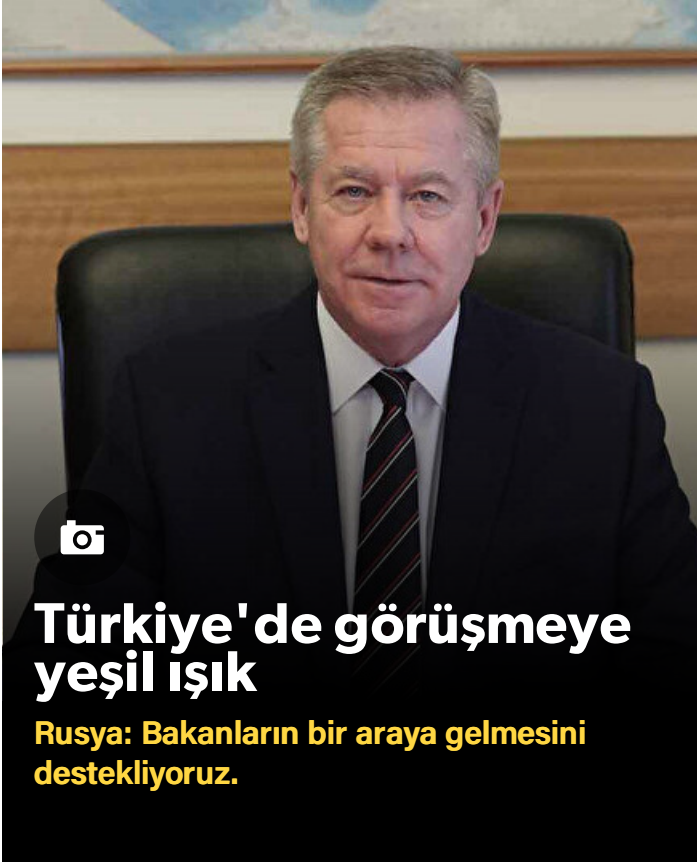 Türkiye'de görüşmeye
yeşil ışık
Rusya: Bakanların bir araya gelmesini
destekliyoruz.